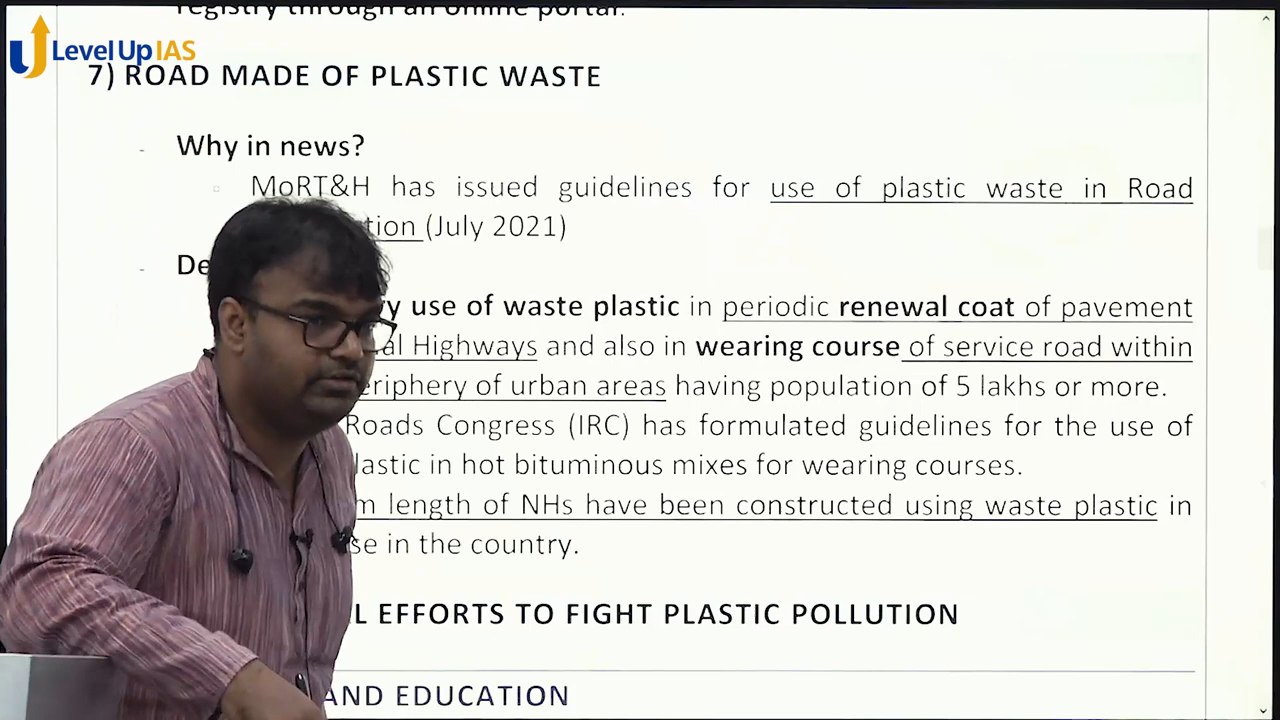 registry through an online portal.
Level Up IAS
7) ROAD MADE OF PLASTIC WASTE
- Why in news?
MoRT&H has issued guidelines for use of plastic waste in Road
tion (July 2021)
- De
y use of waste plastic in periodic renewal coat of pavement
al Highways and also in wearing course of service road within
eriphery of urban areas having population of 5 lakhs or more.
Roads Congress (IRC) has formulated guidelines for the use of
lastic in hot bituminous mixes for wearing courses.
m length of NHs have been constructed using waste plastic in
se in the country.
L EFFORTS TO FIGHT PLASTIC POLLUTION
AND EDUCATION